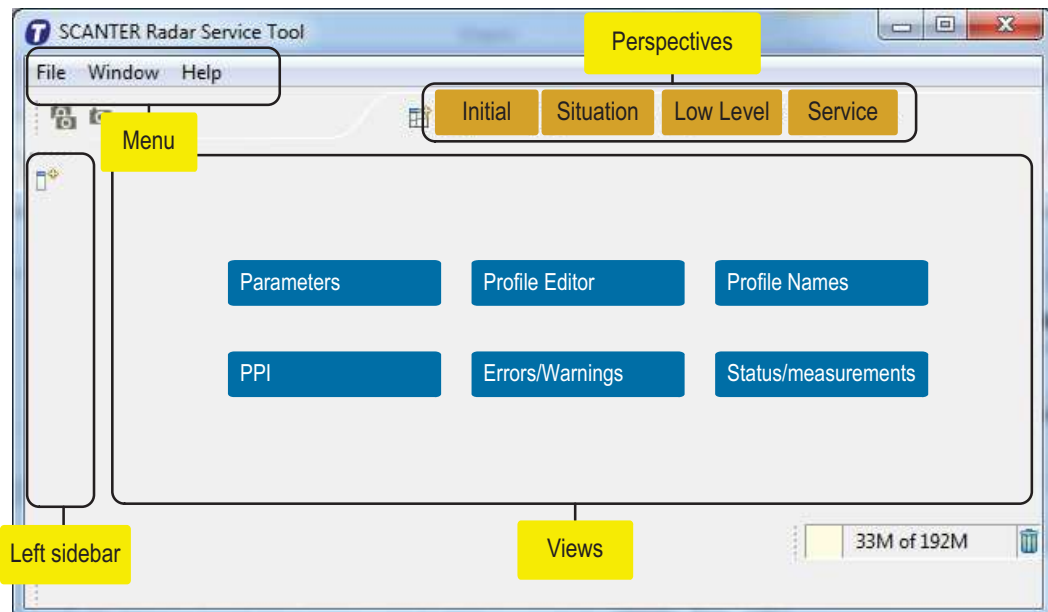 SCANTER Radar Service Tool
Perspectives
File Window Help
Initial Situation Low Level Service
Menu
Parameters Profile Editor Profile Names
PPI Errors/Warnings Status/measurements
Left sidebar
Views
33M of 192M